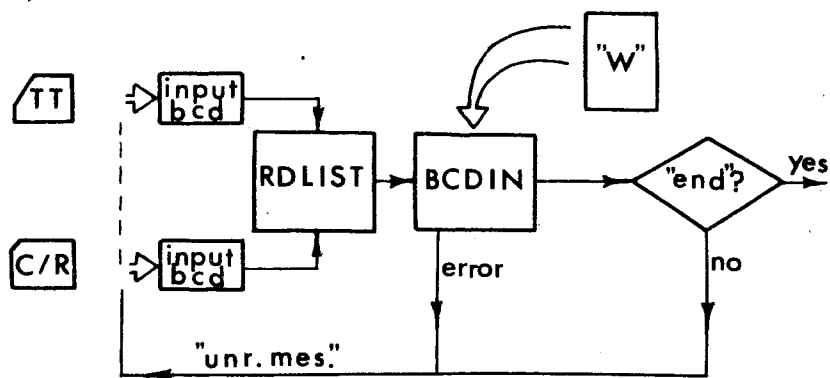 "W"
TT
input
bcd
RDLIST
BCDIN
"end"?
yes
C/R
input
bcd
error
no
"unr. mes."